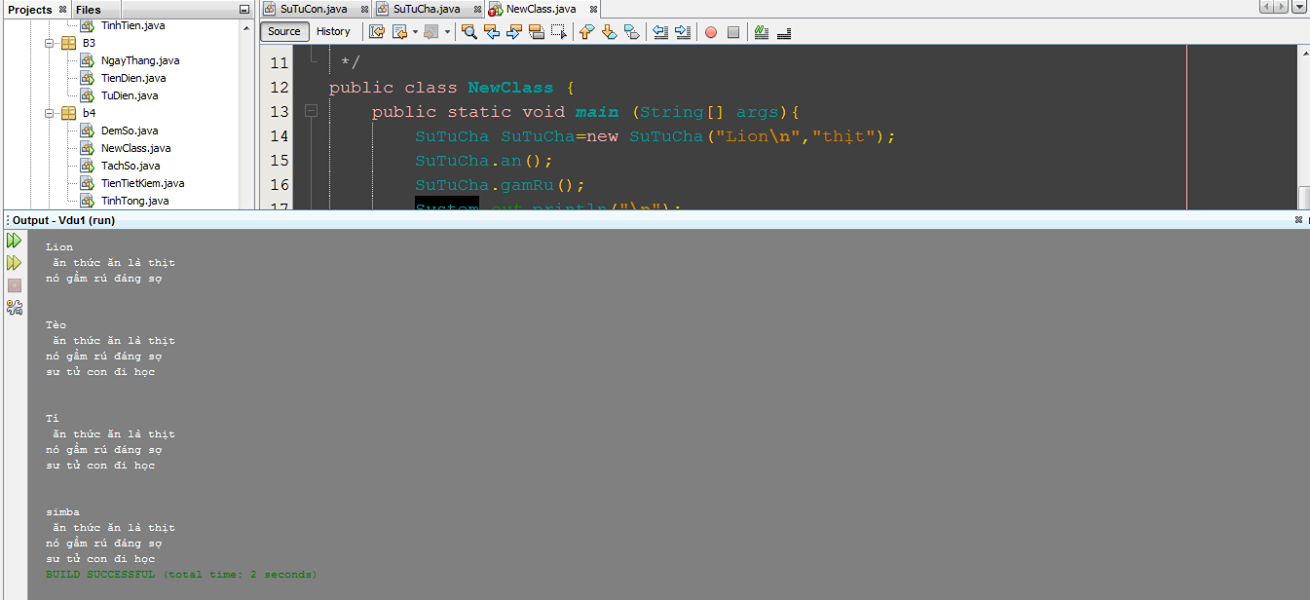 Projects Files
TinhTien.java
B3
NgayThang.java
TienDien.java
TuDien.java
b4
DemSo.java
NewClass.java
TachSo.java
TienTietKiem.java
TinhTong.java
SuTuCon.java SuTuCha.java NewClass.java
Source History
11 */
12 public class NewClass {
13 public static void main (String[] args){
14 SuTuCha SuTuCha=new SuTuCha("Lion\n","thịt");
15 SuTuCha.an();
16 SuTuCha.gamRu();
17 System.out.println("\n");
Output - Vdu1 (run)
Lion
ăn thức ăn là thịt
nó gầm rú đáng sợ
Tèo
ăn thức ăn là thịt
nó gầm rú đáng sợ
sư tử con đi học
Tí
ăn thức ăn là thịt
nó gầm rú đáng sợ
sư tử con đi học
simba
ăn thức ăn là thịt
nó gầm rú đáng sợ
sư tử con đi học
BUILD SUCCESSFUL (total time: 2 seconds)